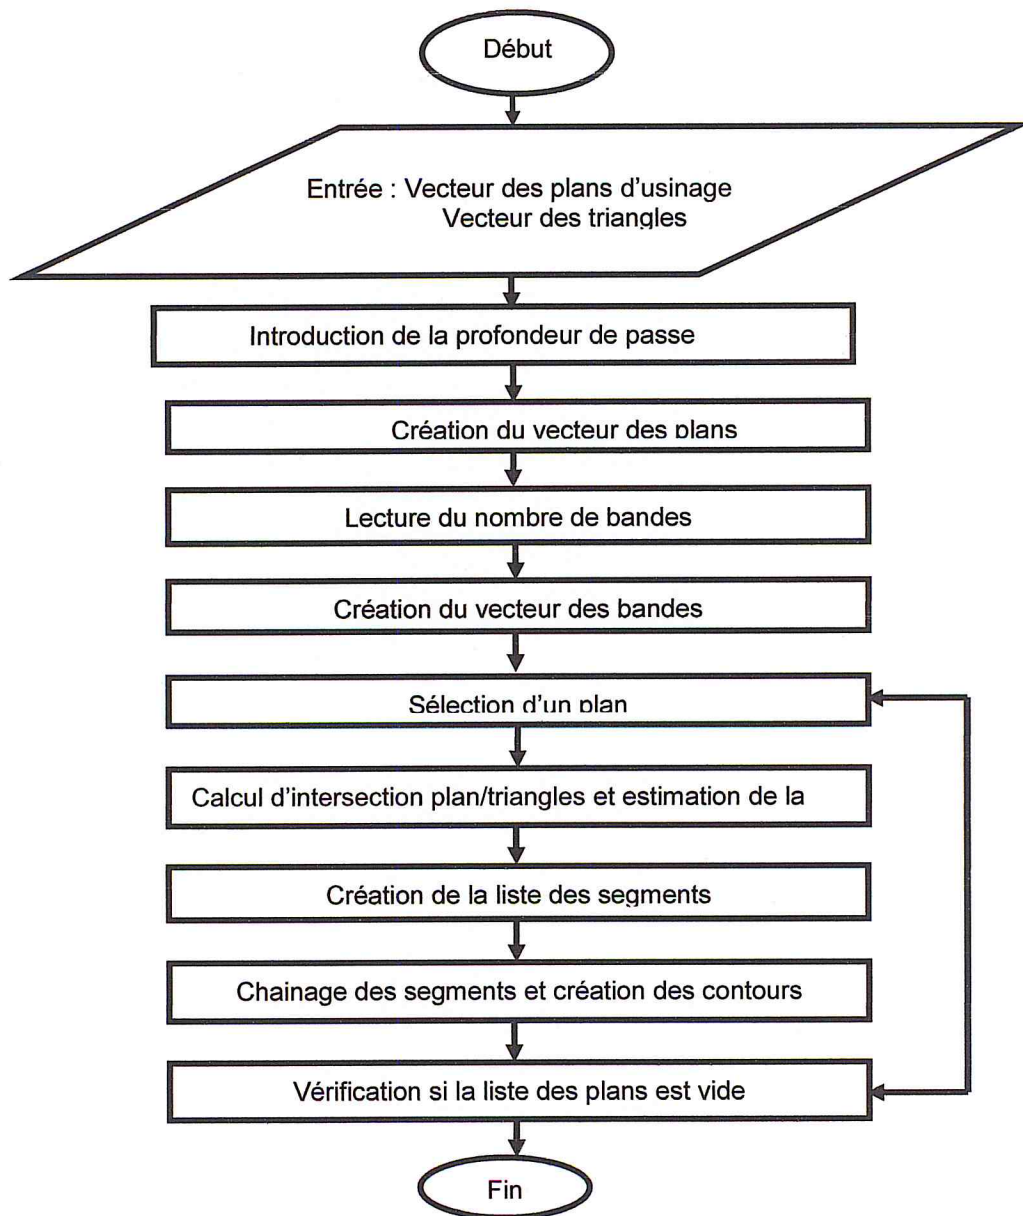 Début
Entrée : Vecteur des plans d'usinage
Vecteur des triangles
Introduction de la profondeur de passe
Création du vecteur des plans
Lecture du nombre de bandes
Création du vecteur des bandes
Sélection d'un plan
Calcul d'intersection plan/triangles et estimation de la
Création de la liste des segments
Chainage des segments et création des contours
Vérification si la liste des plans est vide
Fin